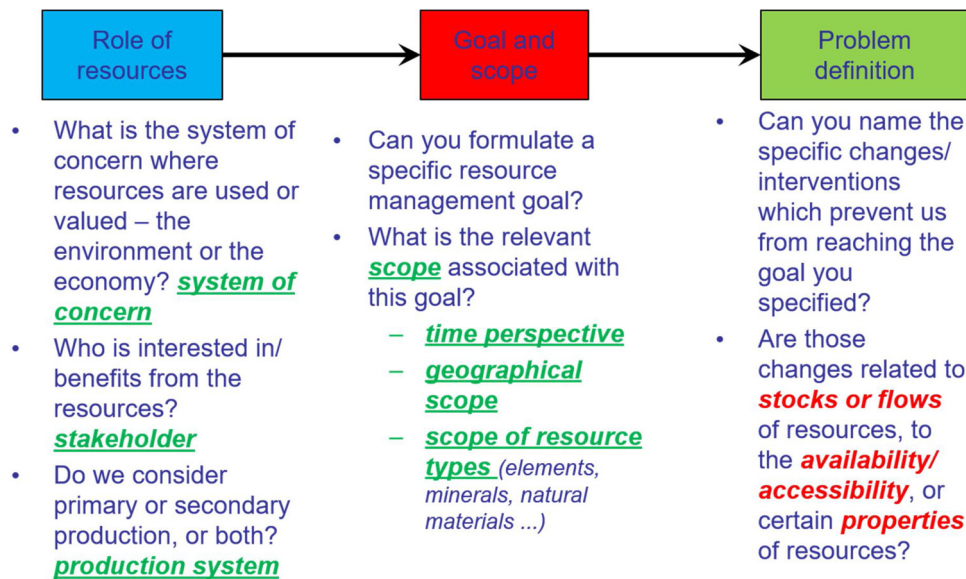 Role of
resources
Goal and
scope
Problem
definition
• What is the system of
concern where
resources are used or
valued – the
environment or the
economy? system of
concern
• Who is interested in/
benefits from the
resources?
stakeholder
• Do we consider
primary or secondary
production, or both?
production system
• Can you formulate a
specific resource
management goal?
• What is the relevant
scope associated with
this goal?
– time perspective
– geographical
scope
– scope of resource
types (elements,
minerals, natural
materials ...)
• Can you name the
specific changes/
interventions
which prevent us
from reaching the
goal you
specified?
• Are those
changes related to
stocks or flows
of resources, to
the availability/
accessibility, or
certain properties
of resources?